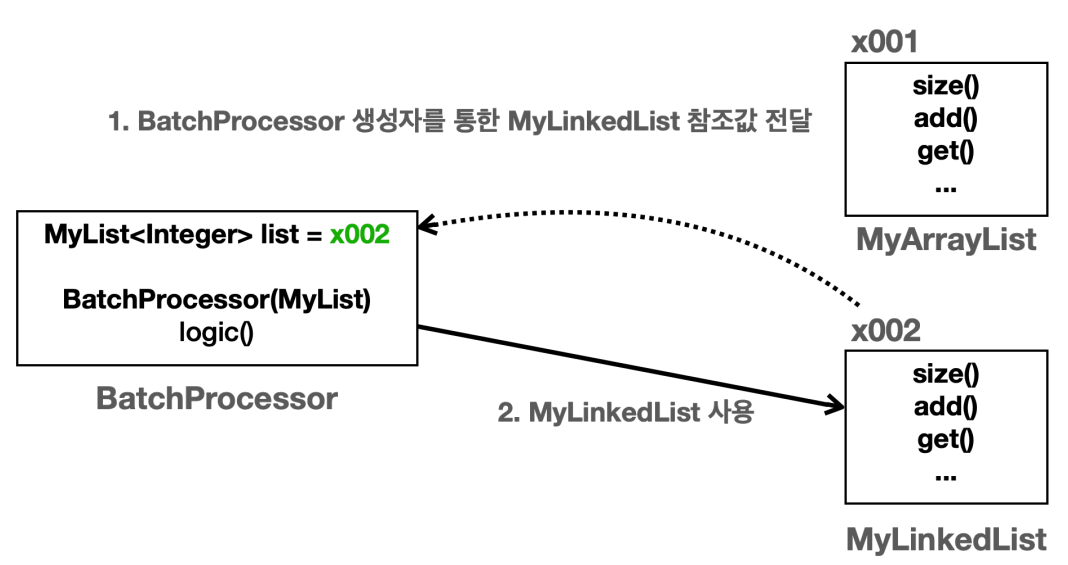 x001
size()
add()
get()
...
MyArrayList
1. BatchProcessor 생성자를 통한 MyLinkedList 참조값 전달
MyList<Integer> list = x002
BatchProcessor(MyList)
logic()
BatchProcessor
2. MyLinkedList 사용
x002
size()
add()
get()
...
MyLinkedList